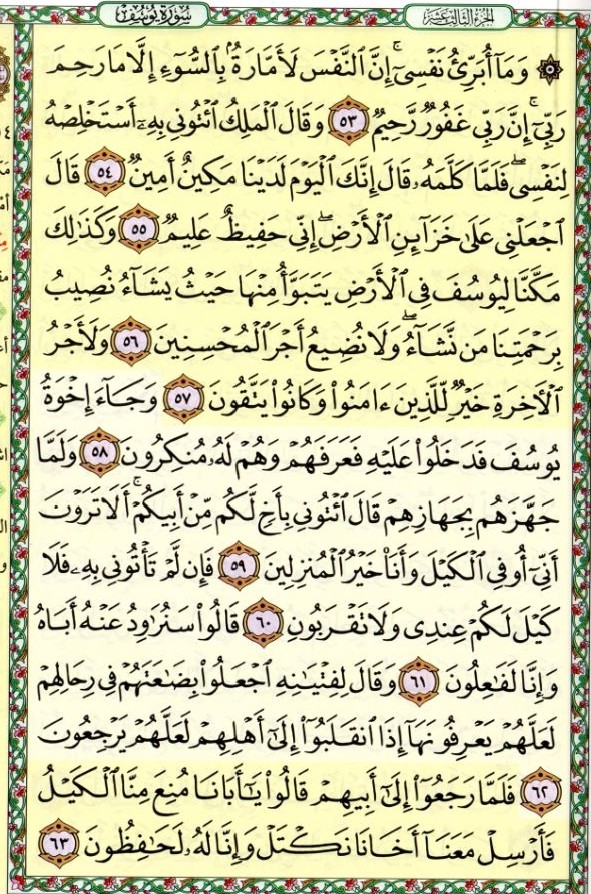 سورة يوسف
الجزء الثالث عشر
۞ وَمَآ أُبَرِّئُ نَفْسِىٓ ۚ إِنَّ ٱلنَّفْسَ لَأَمَّارَةٌۢ بِٱلسُّوٓءِ إِلَّا مَا رَحِمَ
رَبِّىٓ ۚ إِنَّ رَبِّى غَفُورٌ رَّحِيمٌ ٥٣ وَقَالَ ٱلْمَلِكُ ٱئْتُونِى بِهِۦٓ أَسْتَخْلِصْهُ
لِنَفْسِى ۖ فَلَمَّا كَلَّمَهُۥ قَالَ إِنَّكَ ٱلْيَوْمَ لَدَيْنَا مَكِينٌ أَمِينٌ ٥٤ قَالَ
ٱجْعَلْنِى عَلَىٰ خَزَآئِنِ ٱلْأَرْضِ ۖ إِنِّى حَفِيظٌ عَلِيمٌ ٥٥ وَكَذَٰلِكَ
مَكَّنَّا لِيُوسُفَ فِى ٱلْأَرْضِ يَتَبَوَّأُ مِنْهَا حَيْثُ يَشَآءُ ۚ نُصِيبُ
بِرَحْمَتِنَا مَن نَّشَآءُ ۖ وَلَا نُضِيعُ أَجْرَ ٱلْمُحْسِنِينَ ٥٦ وَلَأَجْرُ
ٱلْأَخِرَةِ خَيْرٌ لِّلَّذِينَ ءَامَنُوا۟ وَكَانُوا۟ يَتَّقُونَ ٥٧ وَجَآءَ إِخْوَةُ
يُوسُفَ فَدَخَلُوا۟ عَلَيْهِ فَعَرَفَهُمْ وَهُمْ لَهُۥ مُنكِرُونَ ٥٨ وَلَمَّا
جَهَّزَهُم بِجَهَازِهِمْ قَالَ ٱئْتُونِى بِأَخٍ لَّكُم مِّنْ أَبِيكُمْ ۚ أَلَا تَرَوْنَ
أَنِّىٓ أُوفِى ٱلْكَيْلَ وَأَنَا۠ خَيْرُ ٱلْمُنزِلِينَ ٥٩ فَإِن لَّمْ تَأْتُونِى بِهِۦ فَلَا
كَيْلَ لَكُمْ عِندِى وَلَا تَقْرَبُونِ ٦٠ قَالُوا۟ سَنُرَٰوِدُ عَنْهُ أَبَاهُ
وَإِنَّا لَفَٰعِلُونَ ٦١ وَقَالَ لِفِتْيَٰنِهِ ٱجْعَلُوا۟ بِضَٰعَتَهُمْ فِى رِحَالِهِمْ
لَعَلَّهُمْ يَعْرِفُونَهَآ إِذَا ٱنقَلَبُوٓا۟ إِلَىٰٓ أَهْلِهِمْ لَعَلَّهُمْ يَرْجِعُونَ
٦٢ فَلَمَّا رَجَعُوٓا۟ إِلَىٰٓ أَبِيهِمْ قَالُوا۟ يَٰٓأَبَانَا مُنِعَ مِنَّا ٱلْكَيْلُ
فَأَرْسِلْ مَعَنَآ أَخَانَا نَكْتَلْ وَإِنَّا لَهُۥ لَحَٰفِظُونَ ٦٣